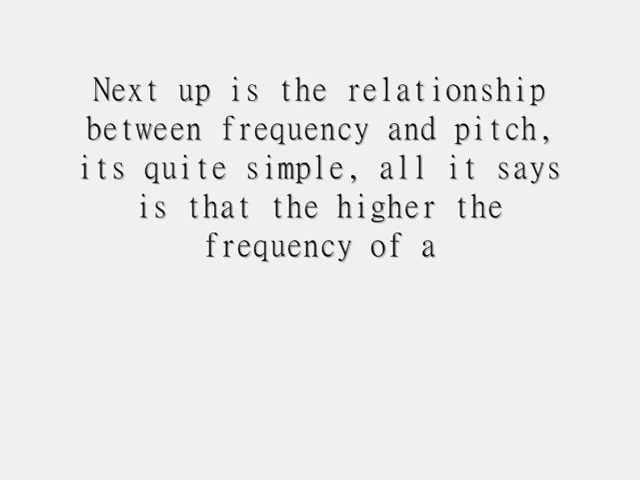 Next up is the relationship
between frequency and pitch,
its quite simple, all it says
is that the higher the
frequency of a